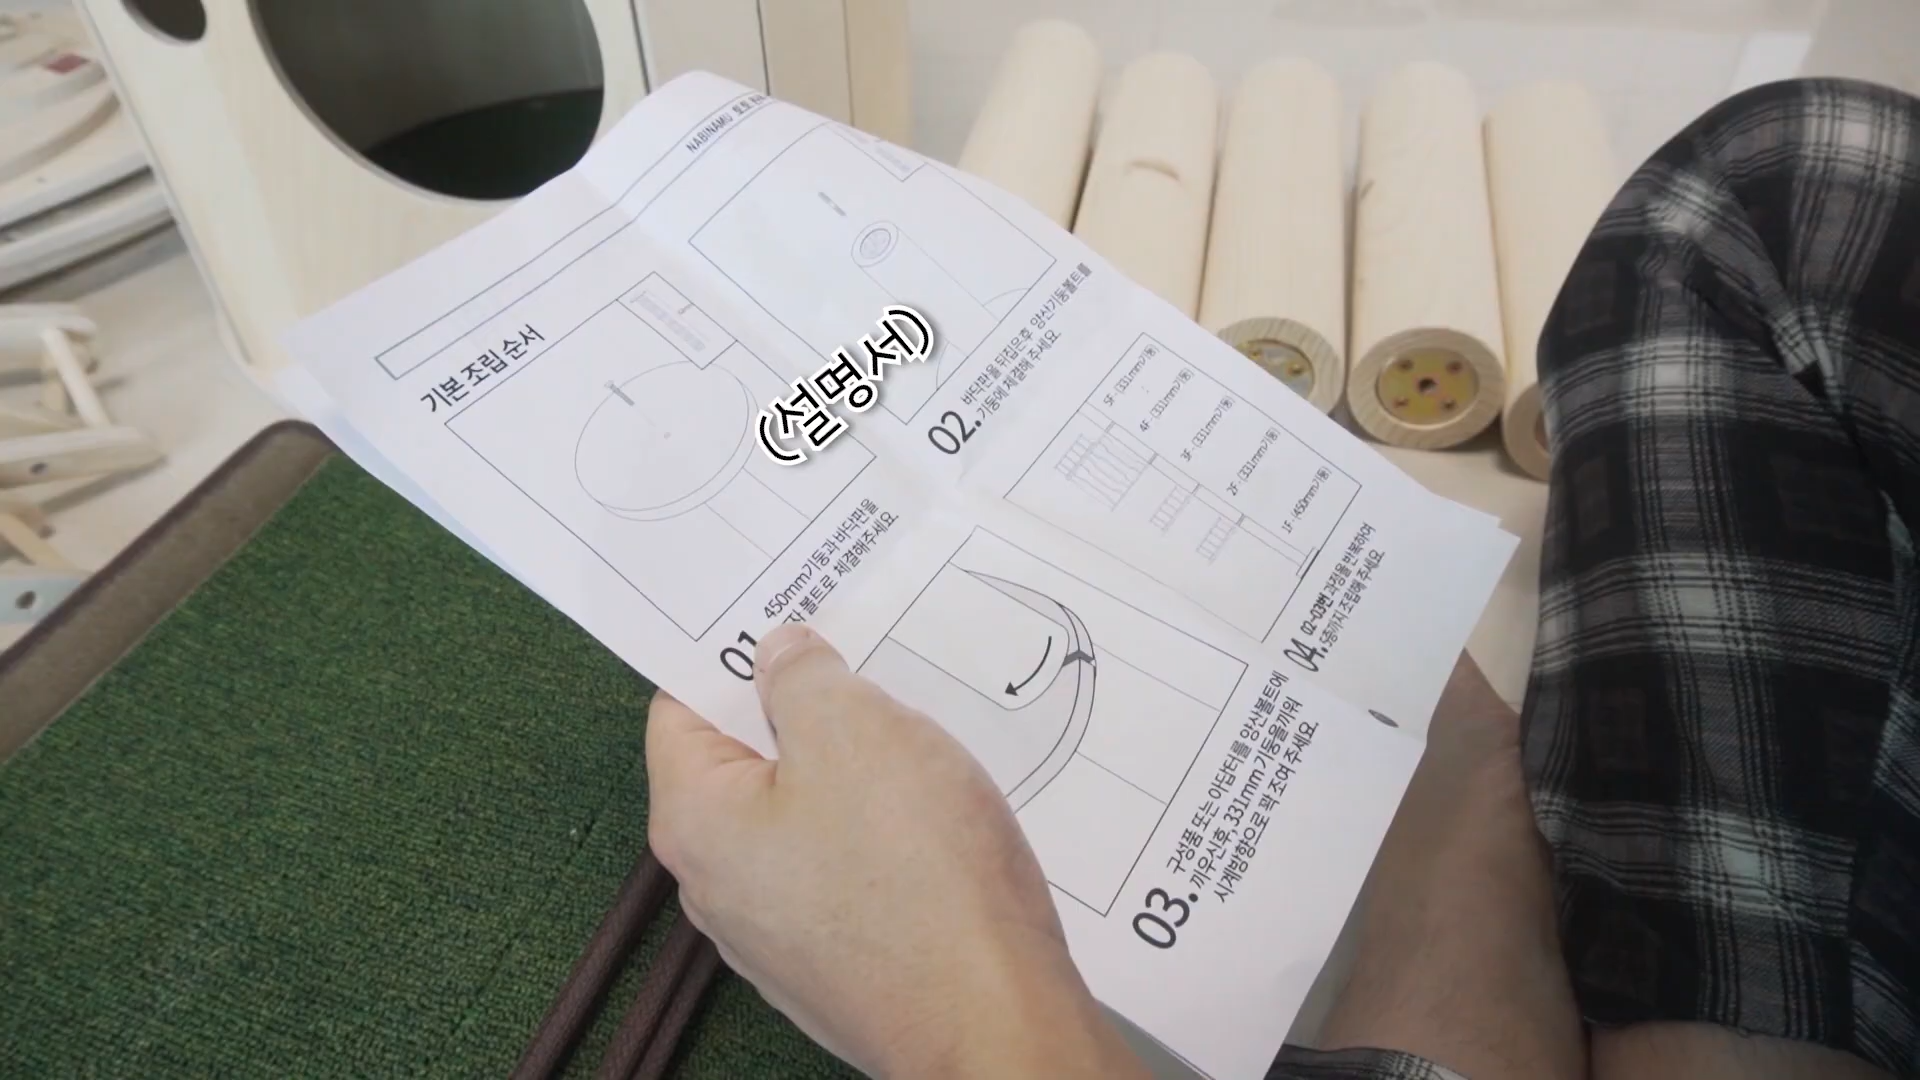 NABINAMU
기본 조립 순서
(설명서)
01. 450mm기둥과 바닥판을
볼트로 체결해주세요.
02. 바닥판을 뒤집은후 양산기둥볼트를
기둥에 체결해 주세요.
03. 구성품 또는 아답터를 양산볼트에
끼우신후, 331mm 기둥을끼워
시계방향으로 꽉 조여 주세요.
5F - (331mm기둥)
4F - (331mm기둥)
3F - (331mm기둥)
2F - (331mm기둥)
1F - (450mm기둥)
04. 02~03번 과정을 반복하여
5층까지 조립해 주세요.